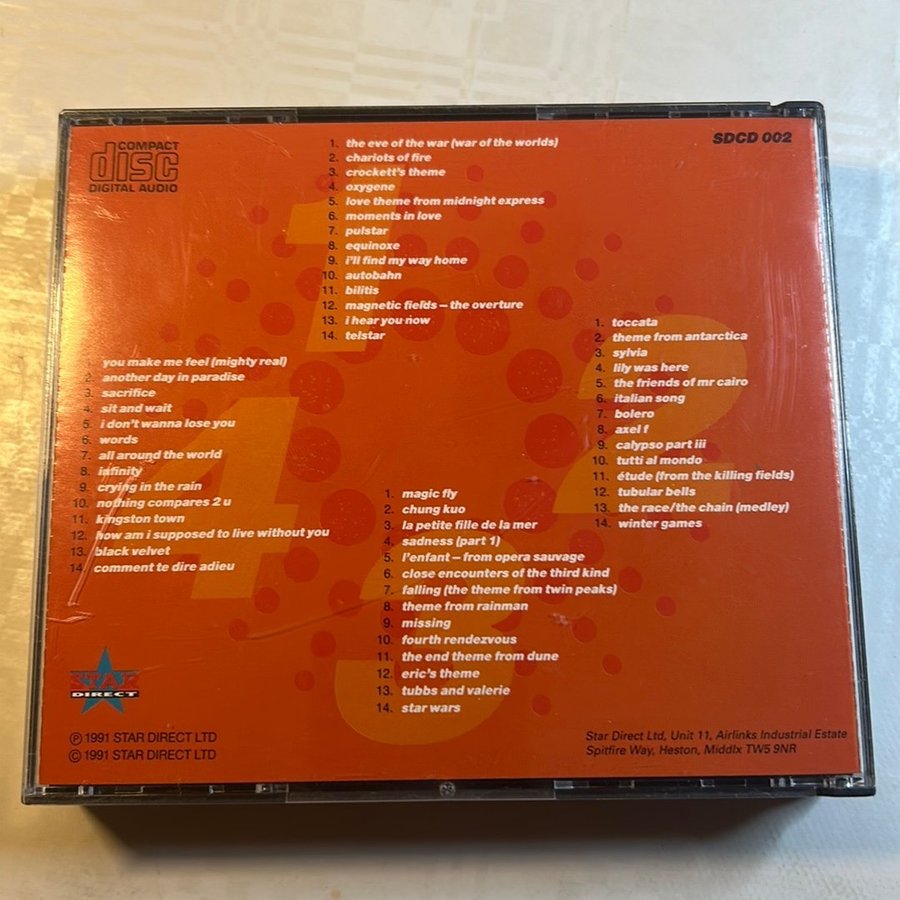 COMPACT
disc
DIGITAL AUDIO
SDCD 002
1
1. the eve of the war (war of the worlds)
2. chariots of fire
3. crockett's theme
4. oxygene
5. love theme from midnight express
6. moments in love
7. pulstar
8. equinoxe
9. i'll find my way home
10. autobahn
11. bilitis
12. magnetic fields – the overture
13. i hear you now
14. telstar
2
1. toccata
2. theme from antarctica
3. sylvia
4. lily was here
5. the friends of mr cairo
6. italian song
7. bolero
8. axel f
9. calypso part iii
10. tutti al mondo
11. étude (from the killing fields)
12. tubular bells
13. the race/the chain (medley)
14. winter games
3
1. magic fly
2. chung kuo
3. la petite fille de la mer
4. sadness (part 1)
5. l'enfant – from opera sauvage
6. close encounters of the third kind
7. falling (the theme from twin peaks)
8. theme from rainman
9. missing
10. fourth rendezvous
11. the end theme from dune
12. eric's theme
13. tubbs and valerie
14. star wars
4
you make me feel (mighty real)
2. another day in paradise
3. sacrifice
4. sit and wait
5. i don't wanna lose you
6. words
7. all around the world
8. infinity
9. crying in the rain
10. nothing compares 2 u
11. kingston town
12. how am i supposed to live without you
13. black velvet
14. comment te dire adieu
STAR
DIRECT
Ⓟ 1991 STAR DIRECT LTD
© 1991 STAR DIRECT LTD
Star Direct Ltd, Unit 11, Airlinks Industrial Estate
Spitfire Way, Heston, Middlx TW5 9NR